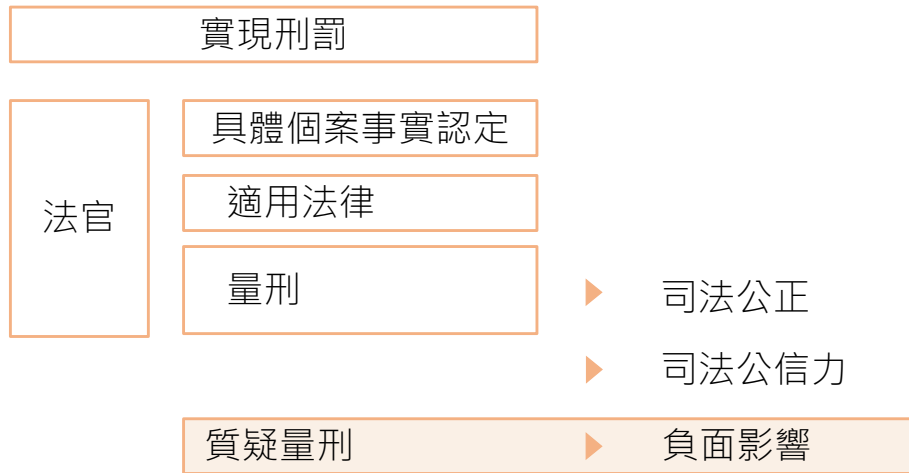 實現刑罰
具體個案事實認定
法官
適用法律
量刑
司法公正
司法公信力
質疑量刑
負面影響